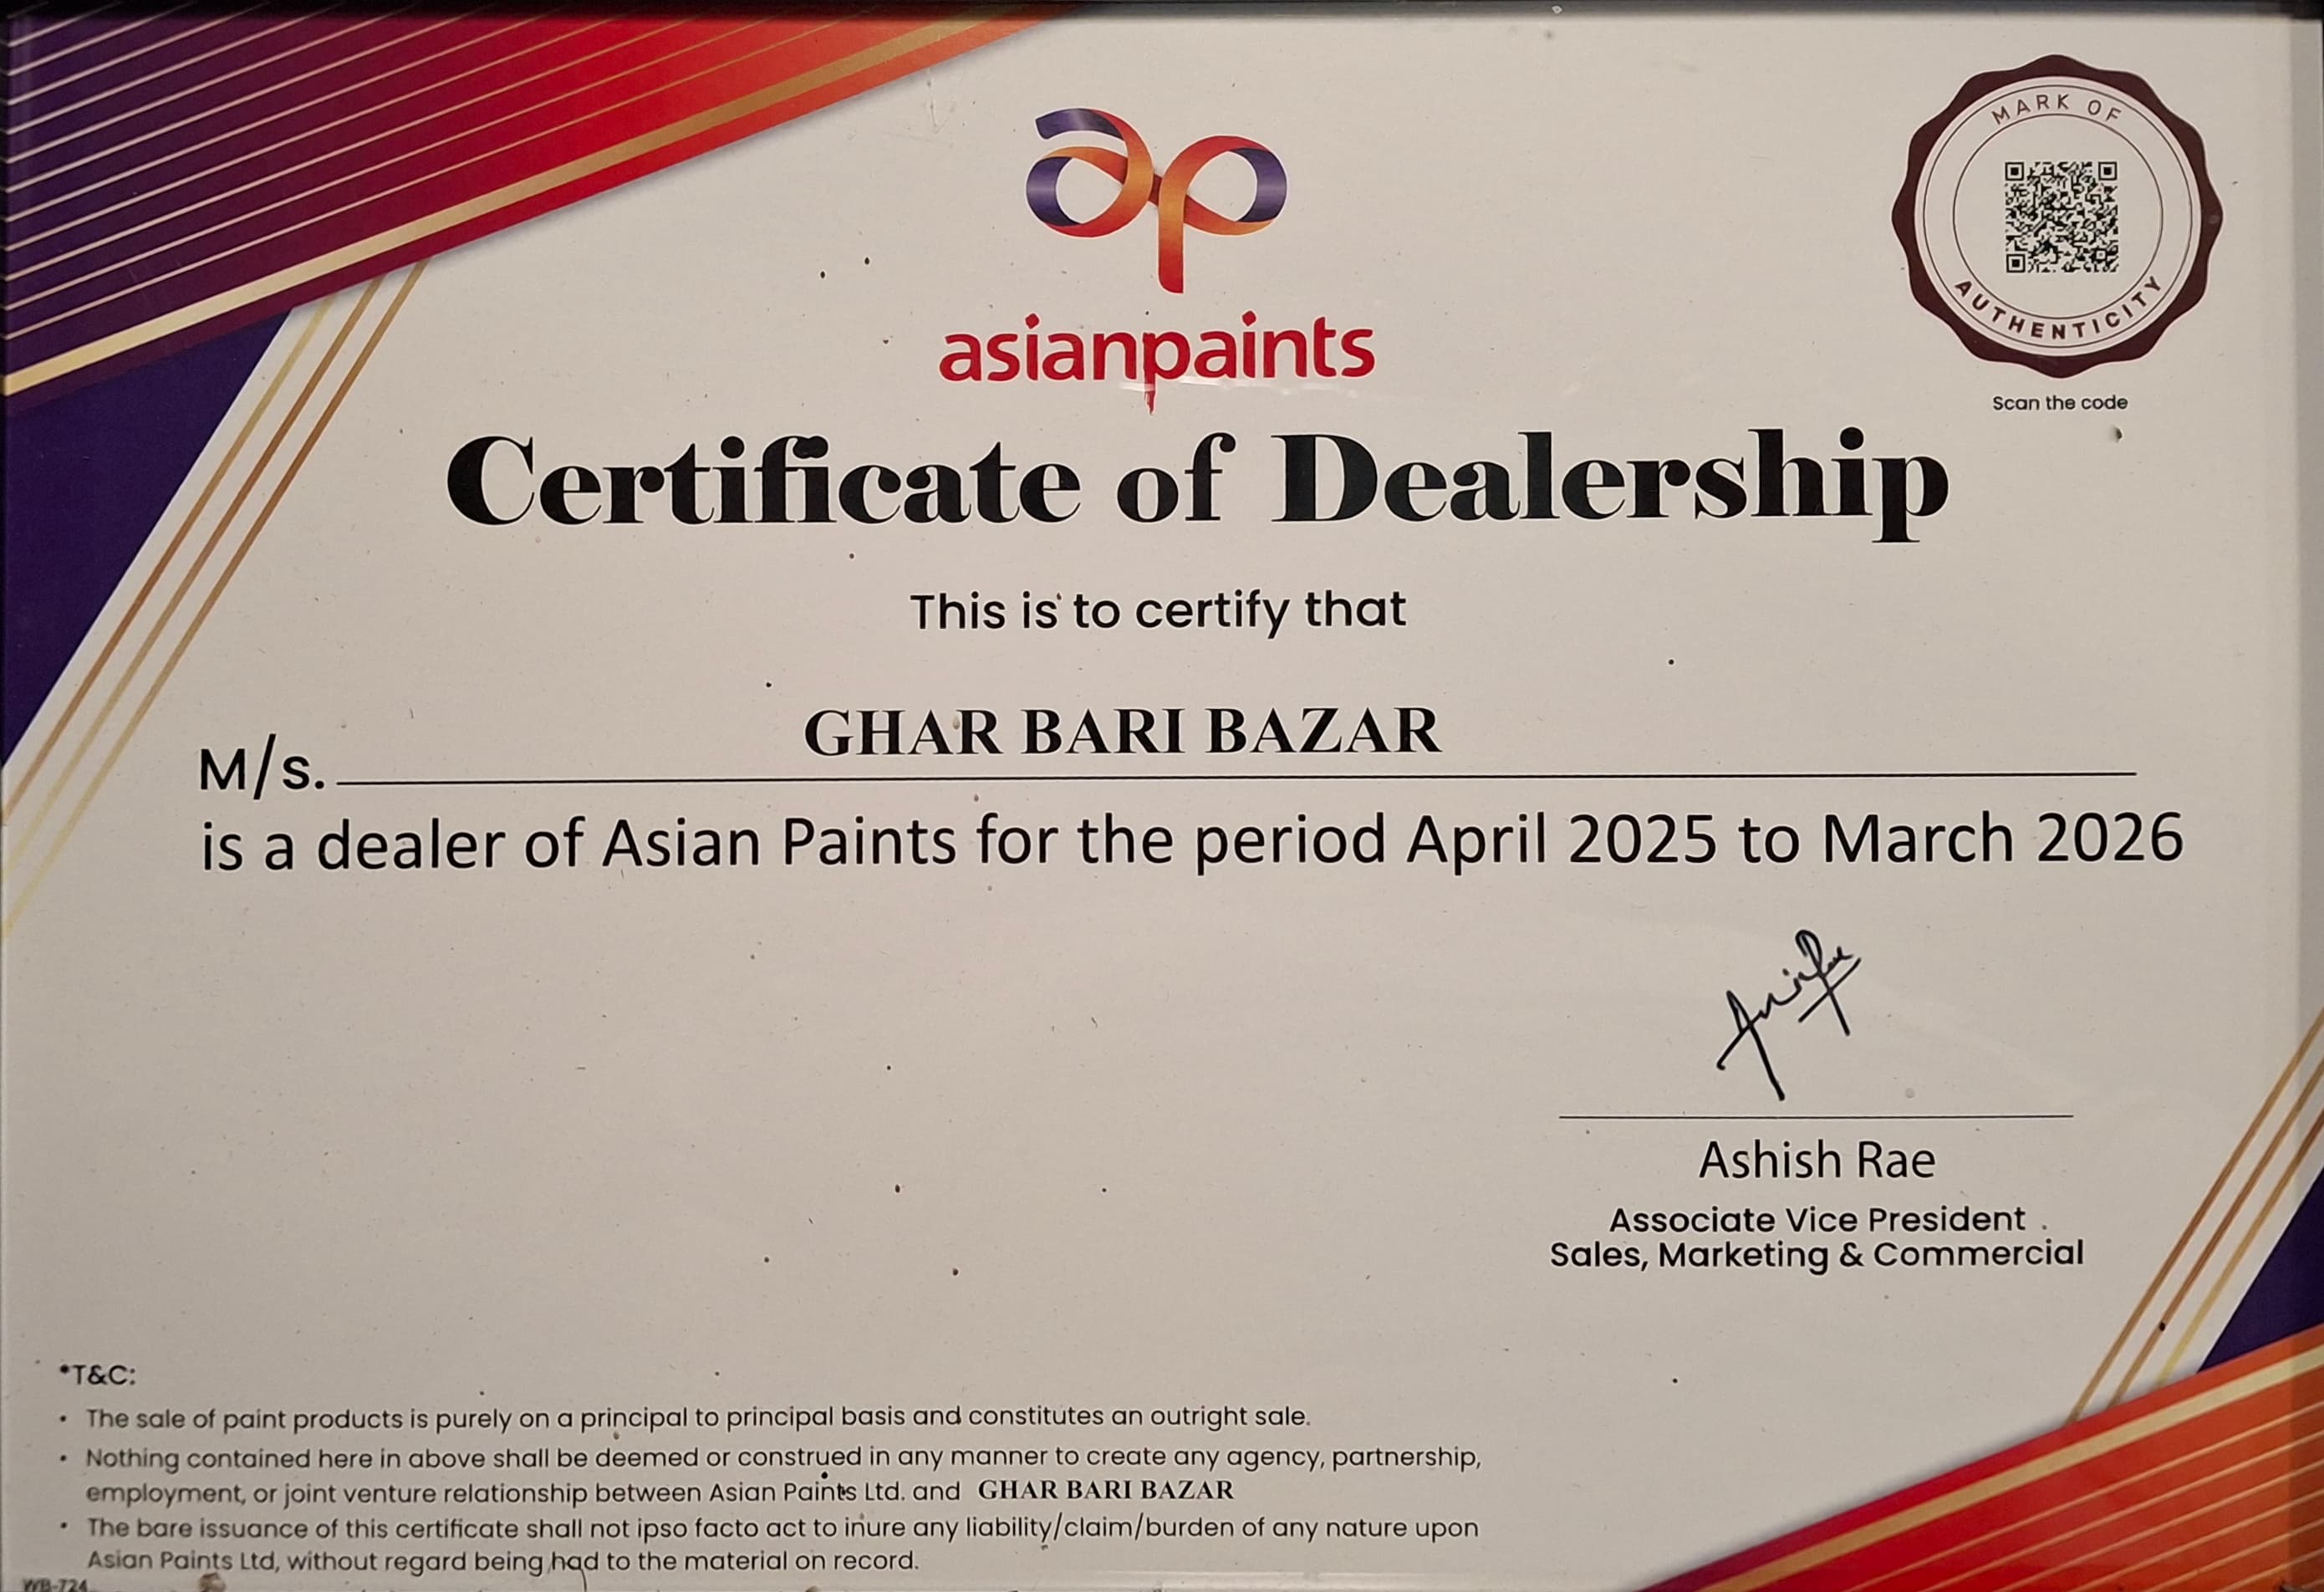 ap
asianpaints
MARK OF
AUTHENTICITY
Scan the code
Certificate of Dealership
This is to certify that
M/s. GHAR BARI BAZAR
is a dealer of Asian Paints for the period April 2025 to March 2026
Ashish Rae
Associate Vice President
Sales, Marketing & Commercial
*T&C:
• The sale of paint products is purely on a principal to principal basis and constitutes an outright sale.
• Nothing contained here in above shall be deemed or construed in any manner to create any agency, partnership,
employment, or joint venture relationship between Asian Paints Ltd. and GHAR BARI BAZAR
• The bare issuance of this certificate shall not ipso facto act to inure any liability/claim/burden of any nature upon
Asian Paints Ltd, without regard being had to the material on record.
WB-724